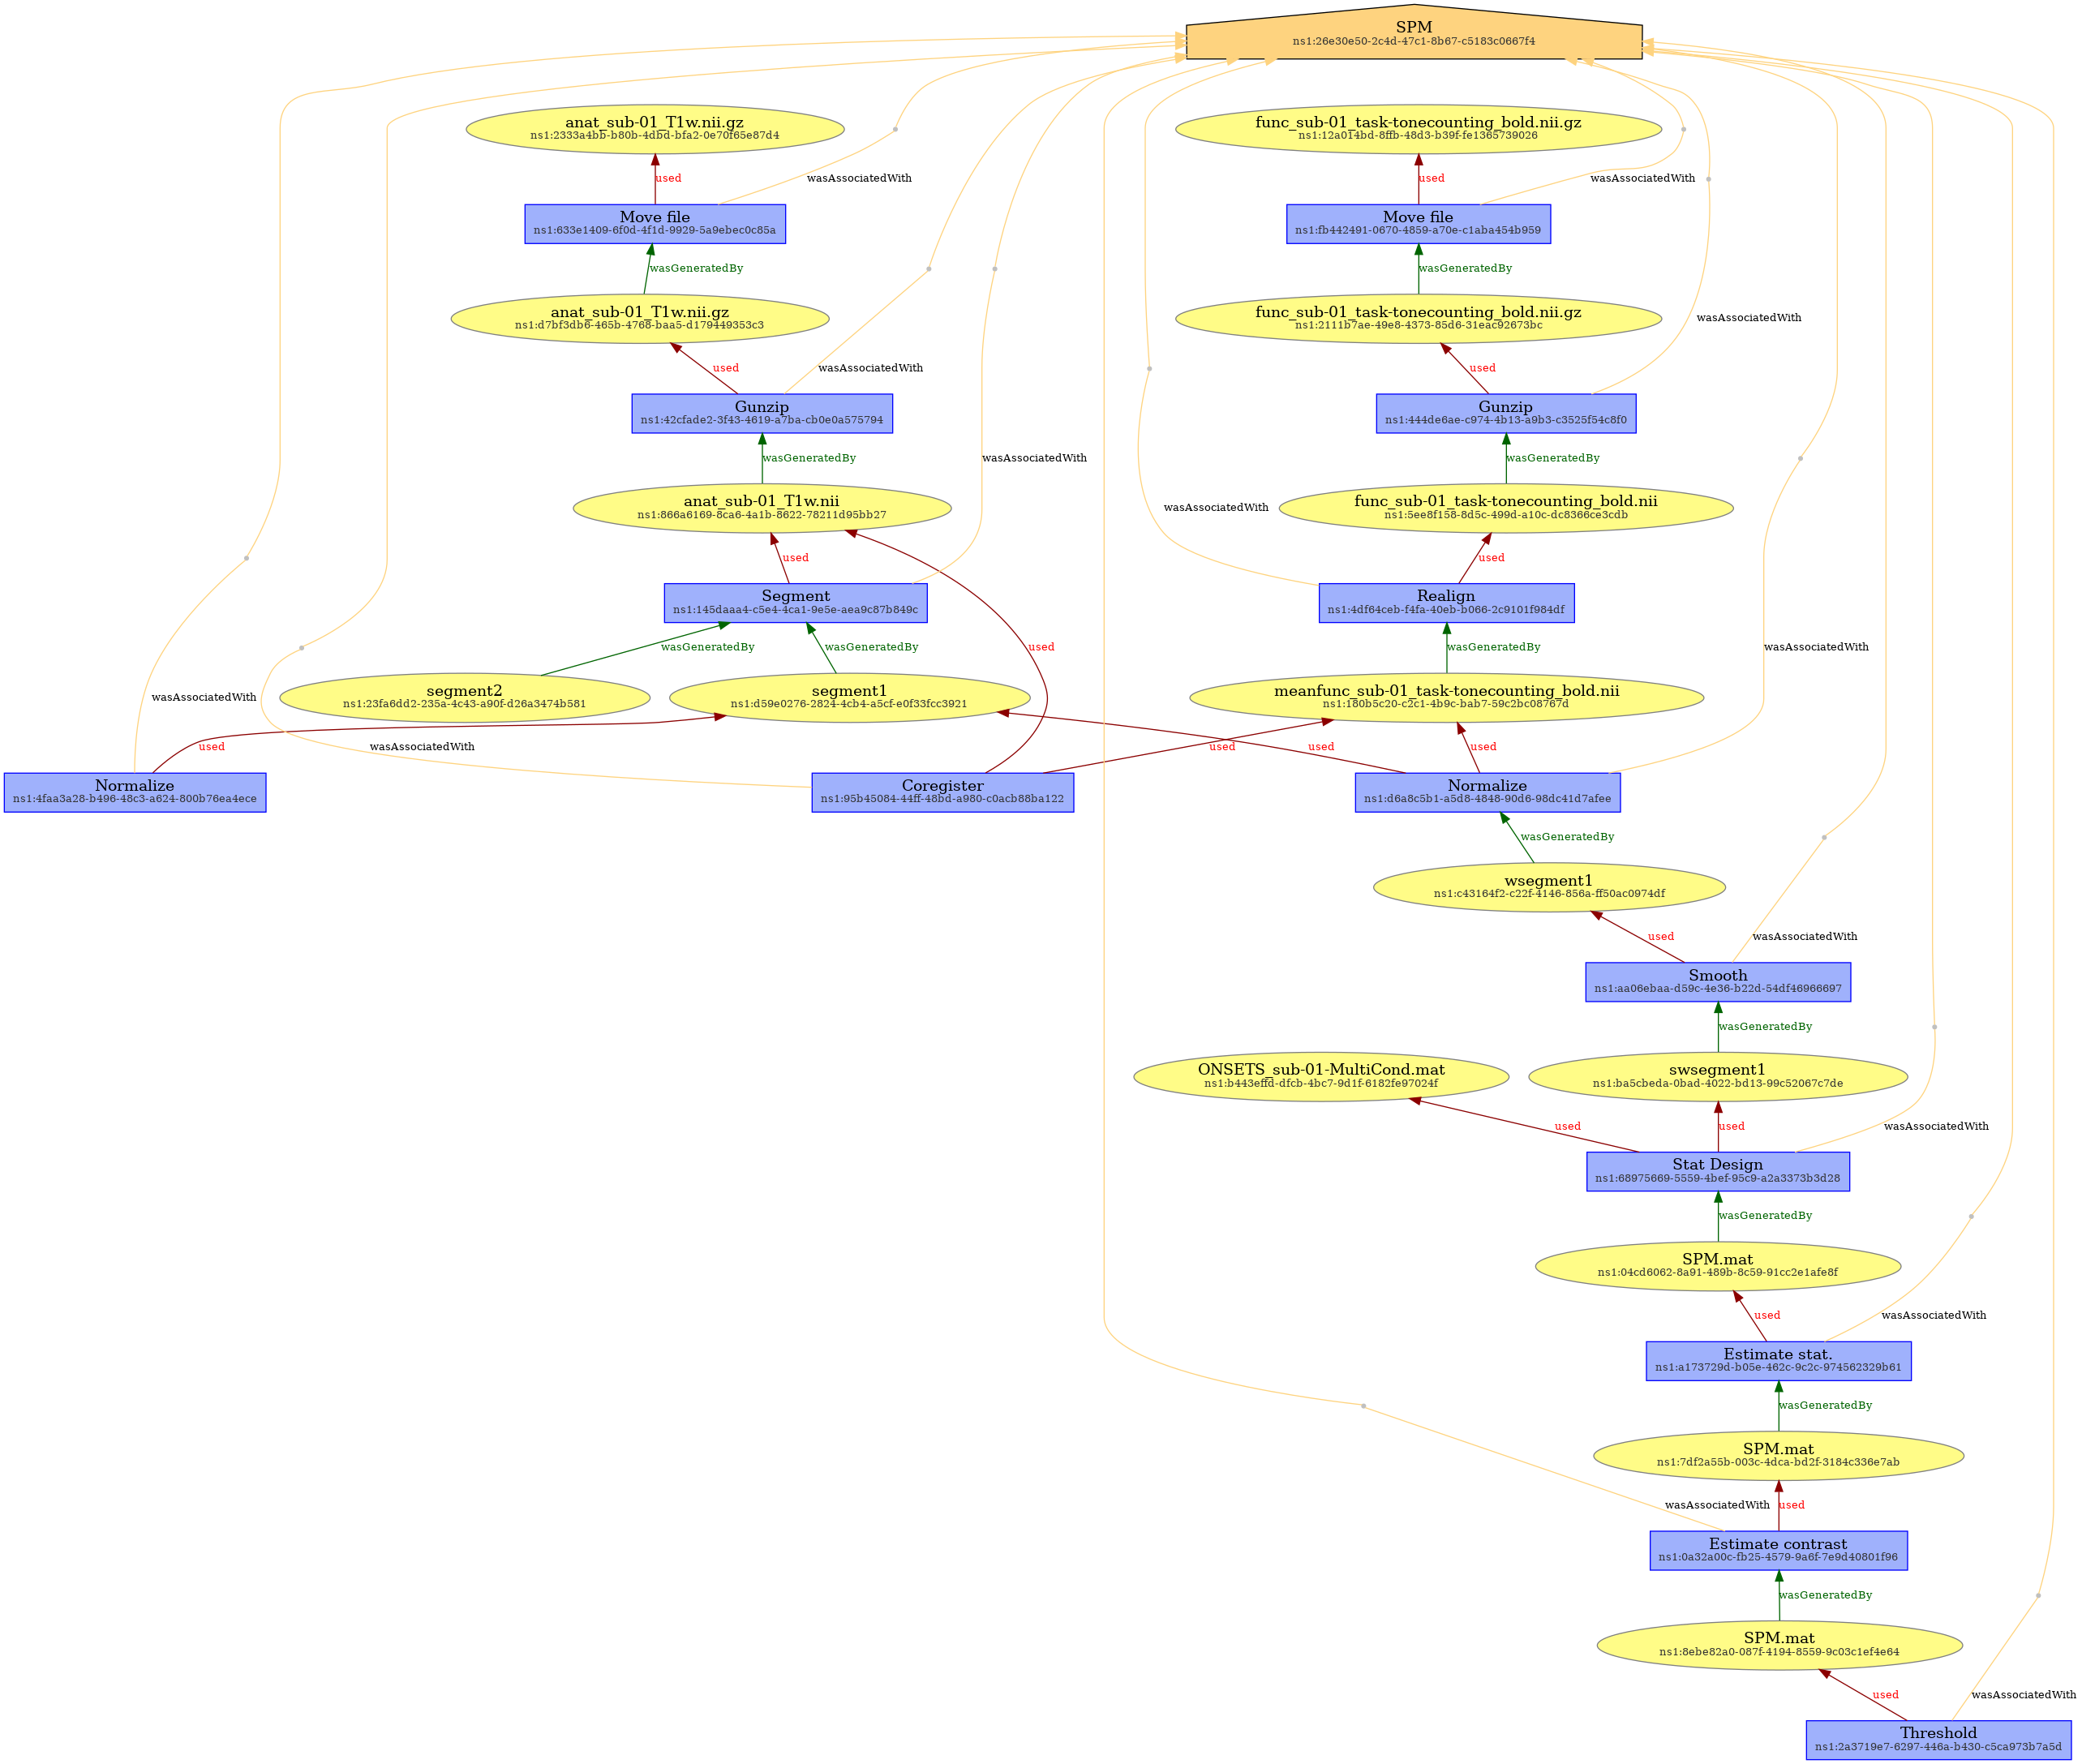 SPM
ns1:26e30e50-2c4d-47c1-8b67-c5183c0667f4
anat_sub-01_T1w.nii.gz
ns1:2333a4bb-b80b-4dbd-bfa2-0e70f65e87d4
func_sub-01_task-tonecounting_bold.nii.gz
ns1:12a014bd-8ffb-48d3-b39f-fe1365739026
used
wasAssociatedWith
used
wasAssociatedWith
Move file
ns1:633e1409-6f0d-4f1d-9929-5a9ebec0c85a
Move file
ns1:fb442491-0670-4859-a70e-c1aba454b959
wasGeneratedBy
wasGeneratedBy
anat_sub-01_T1w.nii.gz
ns1:d7bf3db6-465b-4768-baa5-d179449353c3
func_sub-01_task-tonecounting_bold.nii.gz
ns1:2111b7ae-49e8-4373-85d6-31eac92673bc
wasAssociatedWith
used
wasAssociatedWith
used
Gunzip
ns1:42cfade2-3f43-4619-a7ba-cb0e0a575794
Gunzip
ns1:444de6ae-c974-4b13-a9b3-c3525f54c8f0
wasGeneratedBy
wasAssociatedWith
wasGeneratedBy
anat_sub-01_T1w.nii
ns1:866a6169-8ca6-4a1b-8622-78211d95bb27
wasAssociatedWith
func_sub-01_task-tonecounting_bold.nii
ns1:5ee8f158-8d5c-499d-a10c-dc8366ce3cdb
used
used
Segment
ns1:145daaa4-c5e4-4ca1-9e5e-aea9c87b849c
Realign
ns1:4df64ceb-f4fa-40eb-b066-2c9101f984df
wasGeneratedBy
wasGeneratedBy
used
wasGeneratedBy
wasAssociatedWith
wasAssociatedWith
segment2
ns1:23fa6dd2-235a-4c43-a90f-d26a3474b581
segment1
ns1:d59e0276-2824-4cb4-a5cf-e0f33fcc3921
meanfunc_sub-01_task-tonecounting_bold.nii
ns1:180b5c20-c2c1-4b9c-bab7-59c2bc08767d
used
wasAssociatedWith
used
used
used
Normalize
ns1:4faa3a28-b496-48c3-a624-800b76ea4ece
Coregister
ns1:95b45084-44ff-48bd-a980-c0acb88ba122
Normalize
ns1:d6a8c5b1-a5d8-4848-90d6-98dc41d7afee
wasGeneratedBy
wsegment1
ns1:c43164f2-c22f-4146-856a-ff50ac0974df
used
wasAssociatedWith
Smooth
ns1:aa06ebaa-d59c-4e36-b22d-54df46966697
wasGeneratedBy
ONSETS_sub-01-MultiCond.mat
ns1:b443effd-dfcb-4bc7-9d1f-6182fe97024f
swsegment1
ns1:ba5cbeda-0bad-4022-bd13-99c52067c7de
used
used
wasAssociatedWith
Stat Design
ns1:68975669-5559-4bef-95c9-a2a3373b3d28
wasGeneratedBy
SPM.mat
ns1:04cd6062-8a91-489b-8c59-91cc2e1afe8f
used
wasAssociatedWith
Estimate stat.
ns1:a173729d-b05e-462c-9c2c-974562329b61
wasGeneratedBy
SPM.mat
ns1:7df2a55b-003c-4dca-bd2f-3184c336e7ab
wasAssociatedWith
used
Estimate contrast
ns1:0a32a00c-fb25-4579-9a6f-7e9d40801f96
wasGeneratedBy
SPM.mat
ns1:8ebe82a0-087f-4194-8559-9c03c1ef4e64
used
wasAssociatedWith
Threshold
ns1:2a3719e7-6297-446a-b430-c5ca973b7a5d